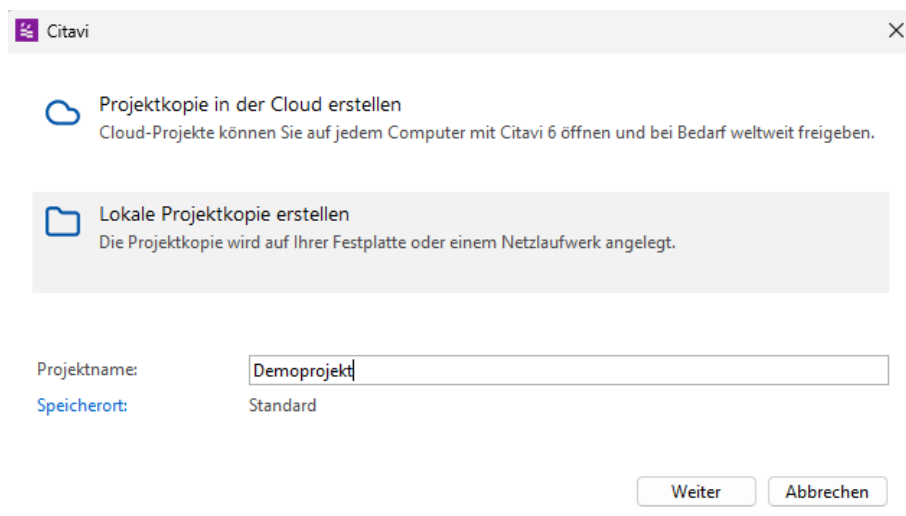 Citavi
Projektkopie in der Cloud erstellen
Cloud-Projekte können Sie auf jedem Computer mit Citavi 6 öffnen und bei Bedarf weltweit freigeben.
Lokale Projektkopie erstellen
Die Projektkopie wird auf Ihrer Festplatte oder einem Netzlaufwerk angelegt.
Projektname: Demoprojekt
Speicherort: Standard
Weiter Abbrechen